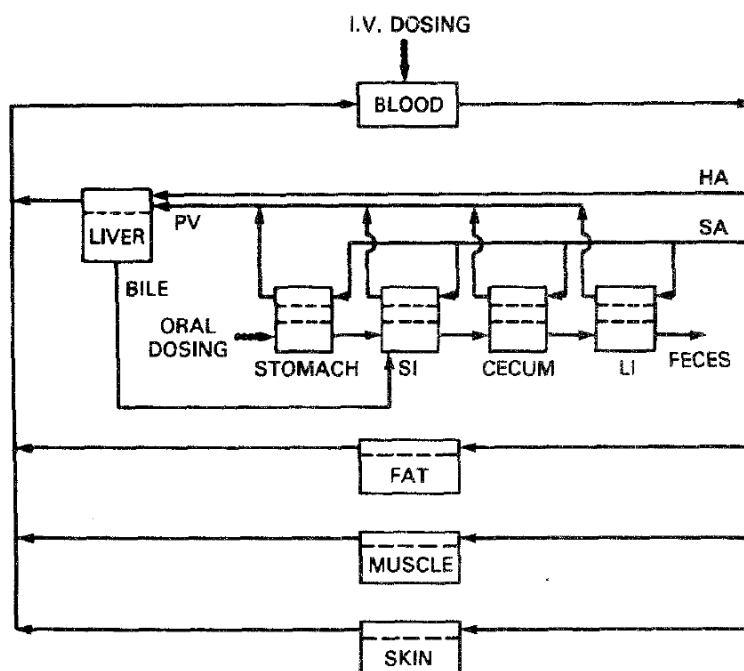 I.V. DOSING
BLOOD
HA
PV
SA
LIVER
BILE
ORAL
DOSING
STOMACH
SI
CECUM
LI
FECES
FAT
MUSCLE
SKIN